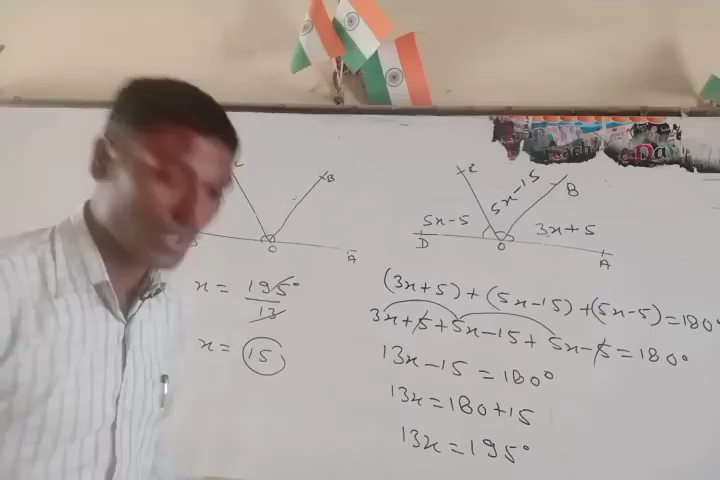 C
B
O
A
x = 195°
13
x = 15
C
5x-15
B
5x-5
3x+5
D
O
A
(3x+5)+(5x-15)+(5x-5)=180°
3x+5+5x-15+5x-5=180°
13x-15=180°
13x=180+15
13x=195°